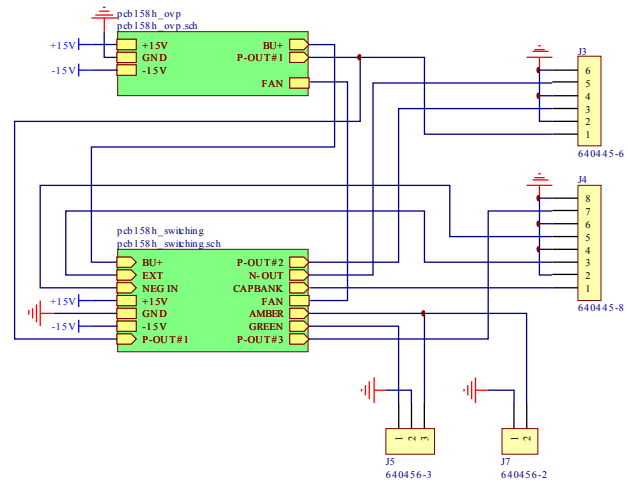 pcb158h_ovp
pcb158h_ovp.sch
+15V
-15V
+15V
GND
-15V
BU+
P-OUT#1
FAN
J3
6
5
4
3
2
1
640445-6
J4
8
7
6
5
4
3
2
1
640445-8
pcb158h_switching
pcb158h_switching.sch
+15V
-15V
BU+
EXT
NEG IN
+15V
GND
-15V
P-OUT#1
P-OUT#2
N-OUT
CAPBANK
FAN
AMBER
GREEN
P-OUT#3
1
2
3
J5
640456-3
1
2
J7
640456-2